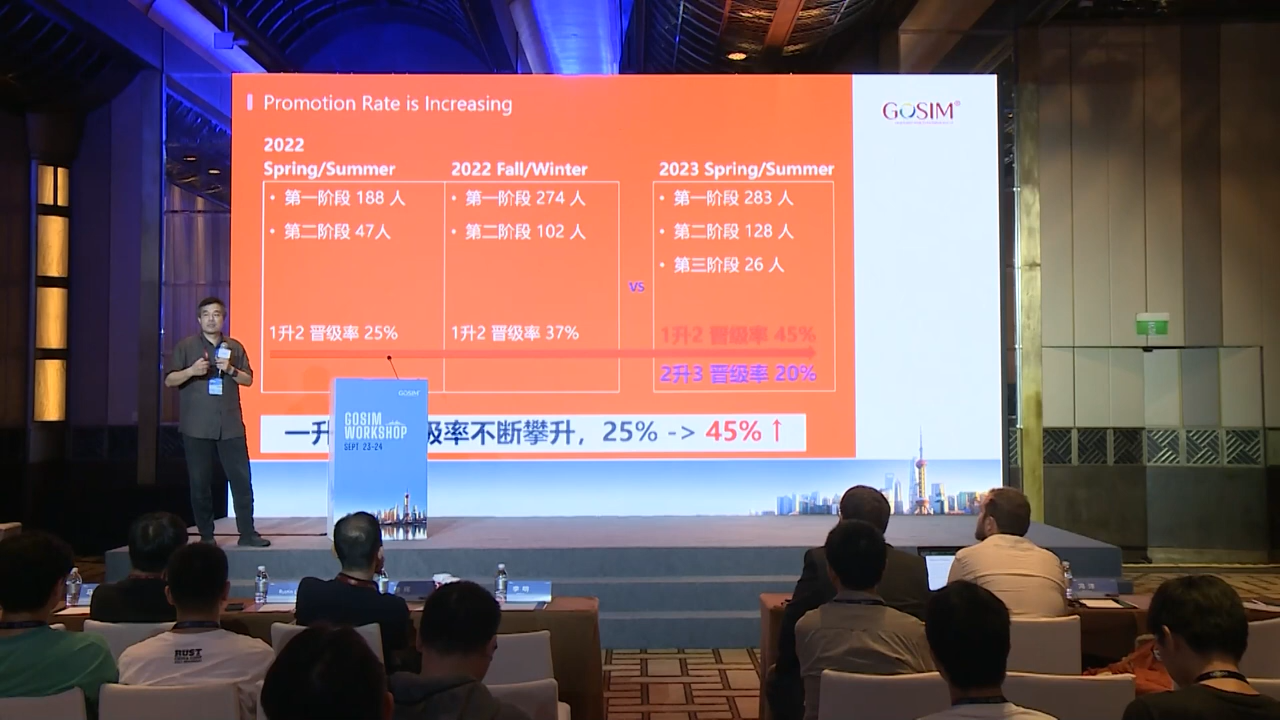 Promotion Rate is Increasing
GOSIM
2022
Spring/Summer
2022 Fall/Winter
2023 Spring/Summer
• 第一阶段 188 人
• 第二阶段 47人
• 第一阶段 274 人
• 第二阶段 102 人
• 第一阶段 283 人
• 第二阶段 128 人
• 第三阶段 26 人
vs
1升2 晋级率 25%
1升2 晋级率 37%
1升2 晋级率 45%
2升3 晋级率 20%
一升 级率不断攀升，25% -> 45%↑
GOSIM
GOSIM
WORKSHOP
SEPT 23-24
RUST
李明